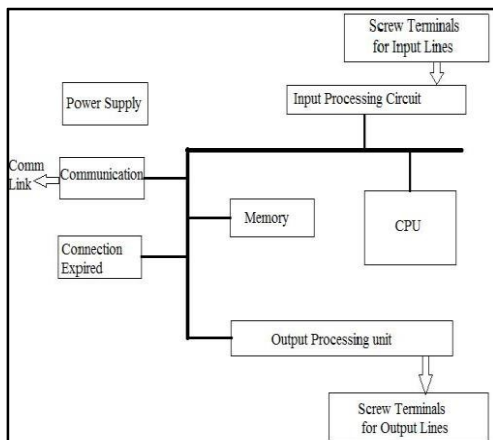 Screw Terminals
for Input Lines
Power Supply
Input Processing Circuit
Comm
Link
Communication
Memory
CPU
Connection
Expired
Output Processing unit
Screw Terminals
for Output Lines